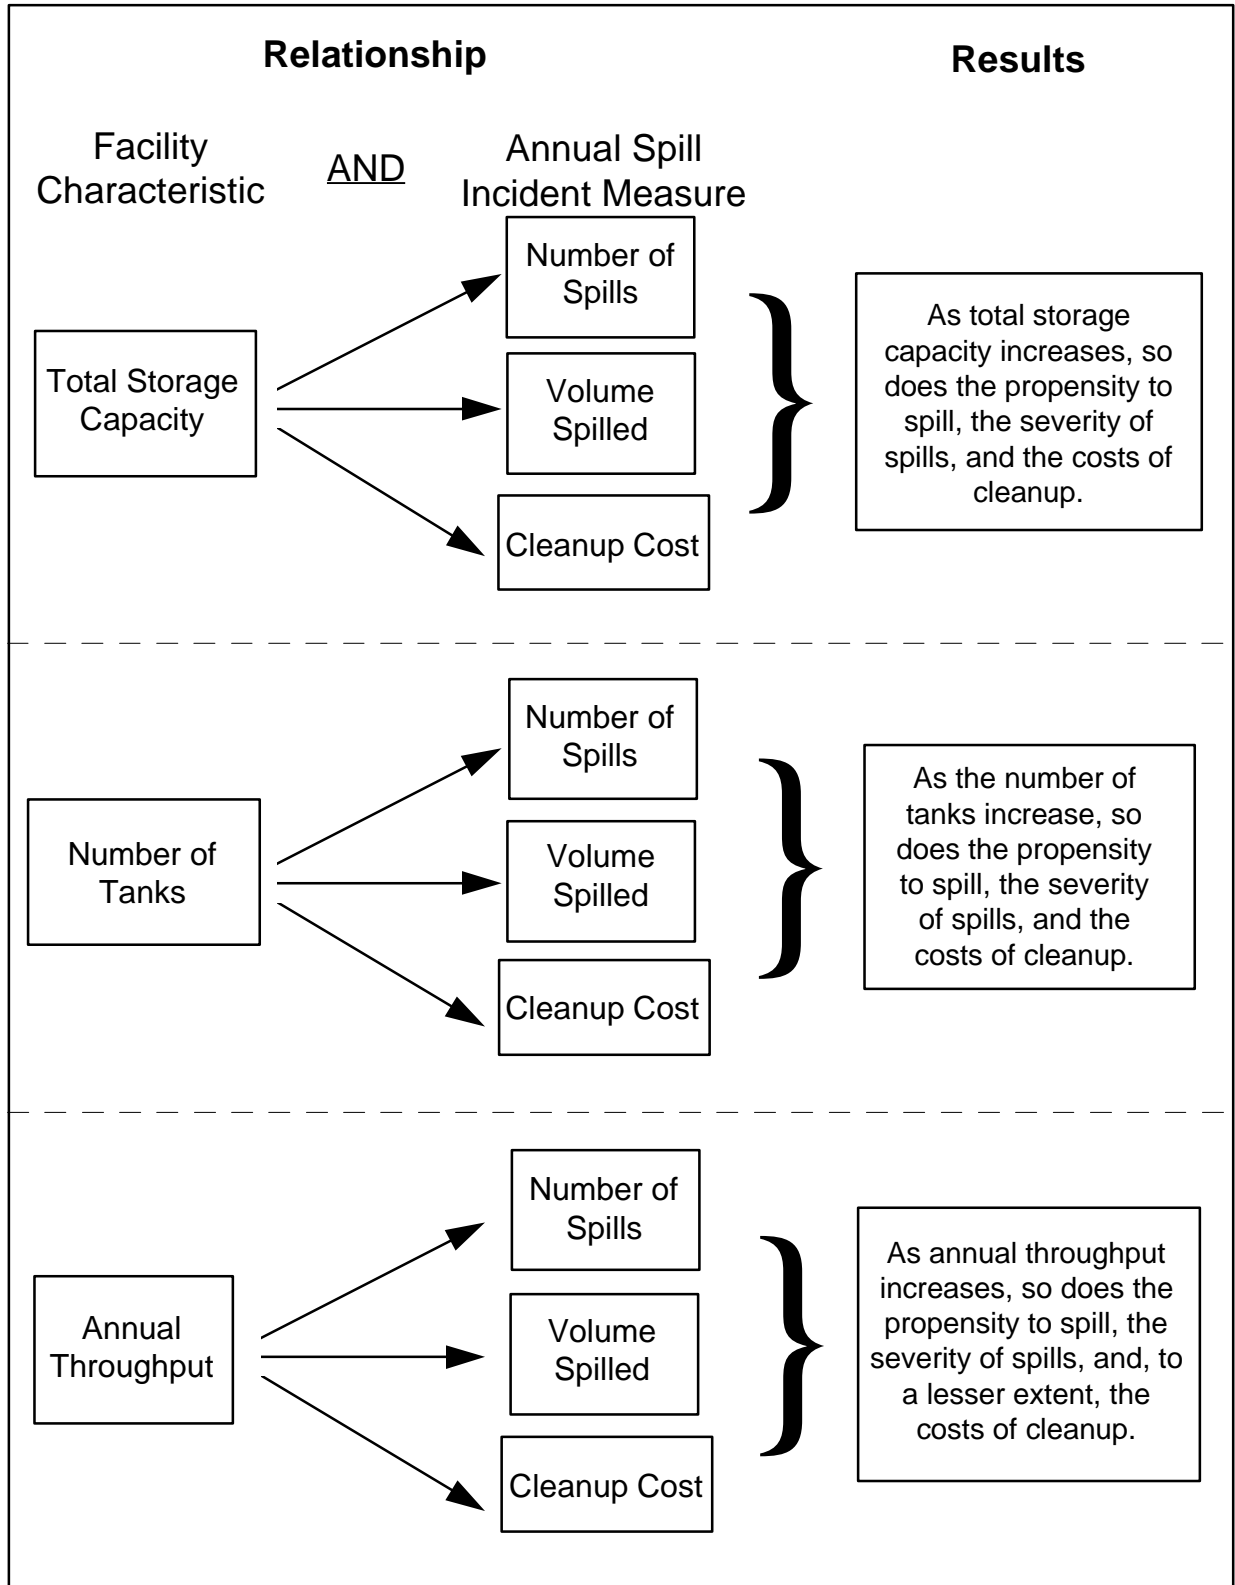 Relationship
Results
Facility
Characteristic
AND
Annual Spill
Incident Measure
Total Storage
Capacity
Number of
Spills
Volume
Spilled
Cleanup Cost
As total storage
capacity increases, so
does the propensity to
spill, the severity of
spills, and the costs of
cleanup.
Number of
Tanks
Number of
Spills
Volume
Spilled
Cleanup Cost
As the number of
tanks increase, so
does the propensity
to spill, the severity
of spills, and the
costs of cleanup.
Annual
Throughput
Number of
Spills
Volume
Spilled
Cleanup Cost
As annual throughput
increases, so does the
propensity to spill, the
severity of spills, and, to
a lesser extent, the
costs of cleanup.